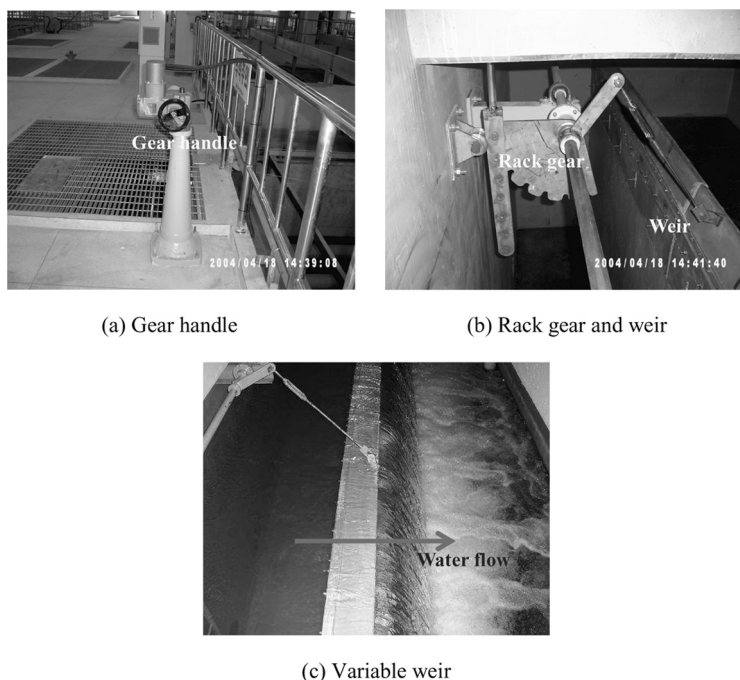 Gear handle
2004/04/18 14:39:08
(a) Gear handle
Rack gear
Weir
2004/04/18 14:41:40
(b) Rack gear and weir
Water flow
(c) Variable weir